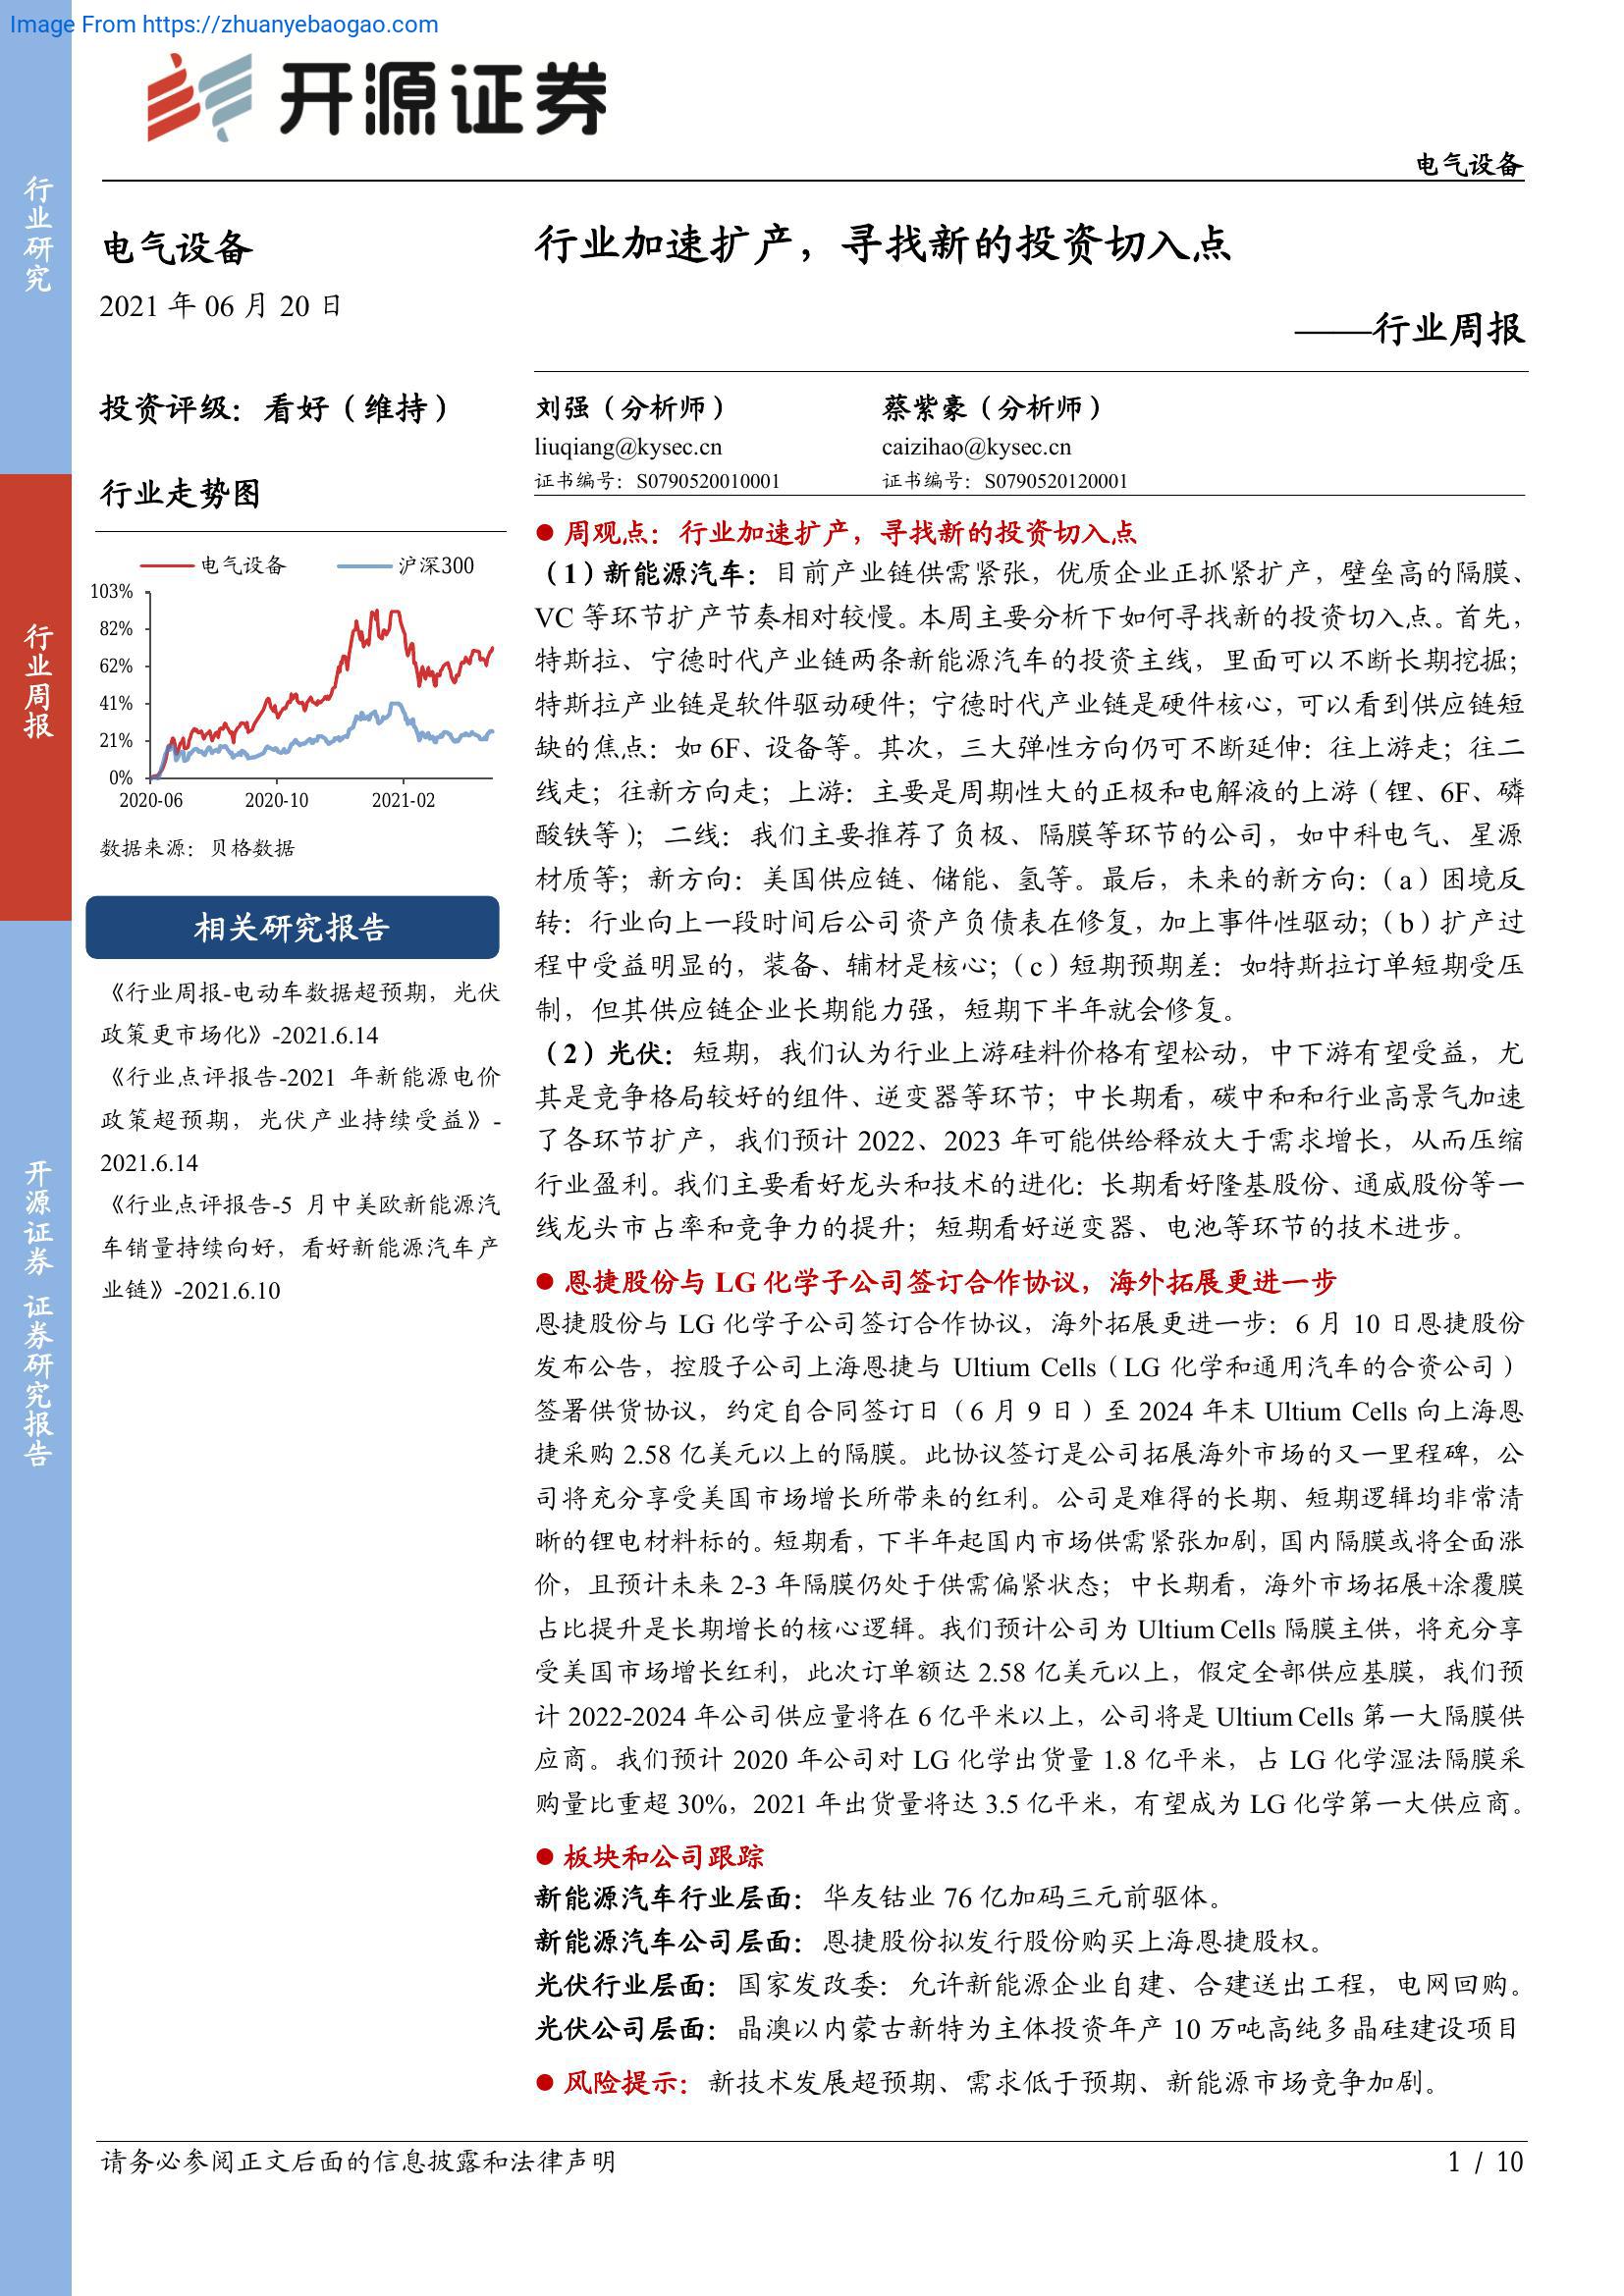 Image From https://zhuanyebaogao.com
开源证券
电气设备
行业研究
行业周报
开源证券 证券研究报告
电气设备
2021 年 06 月 20 日
投资评级：看好（维持）
行业走势图
电气设备
沪深300
103%
82%
62%
41%
21%
0%
2020-06
2020-10
2021-02
数据来源：贝格数据
相关研究报告
《行业周报-电动车数据超预期，光伏
政策更市场化》-2021.6.14
《行业点评报告-2021 年新能源电价
政策超预期，光伏产业持续受益》-
2021.6.14
《行业点评报告-5 月中美欧新能源汽
车销量持续向好，看好新能源汽车产
业链》-2021.6.10
行业加速扩产，寻找新的投资切入点
——行业周报
刘强（分析师）
蔡紫豪（分析师）
liuqiang@kysec.cn
caizihao@kysec.cn
证书编号：S0790520010001
证书编号：S0790520120001
● 周观点：行业加速扩产，寻找新的投资切入点
（1）新能源汽车：目前产业链供需紧张，优质企业正抓紧扩产，壁垒高的隔膜、
VC 等环节扩产节奏相对较慢。本周主要分析下如何寻找新的投资切入点。首先，
特斯拉、宁德时代产业链两条新能源汽车的投资主线，里面可以不断长期挖掘；
特斯拉产业链是软件驱动硬件；宁德时代产业链是硬件核心，可以看到供应链短
缺的焦点：如 6F、设备等。其次，三大弹性方向仍可不断延伸：往上游走；往二
线走；往新方向走；上游：主要是周期性大的正极和电解液的上游（锂、6F、磷
酸铁等）；二线：我们主要推荐了负极、隔膜等环节的公司，如中科电气、星源
材质等；新方向：美国供应链、储能、氢等。最后，未来的新方向：（a）困境反
转：行业向上一段时间后公司资产负债表在修复，加上事件性驱动；（b）扩产过
程中受益明显的，装备、辅材是核心；（c）短期预期差：如特斯拉订单短期受压
制，但其供应链企业长期能力强，短期下半年就会修复。
（2）光伏：短期，我们认为行业上游硅料价格有望松动，中下游有望受益，尤
其是竞争格局较好的组件、逆变器等环节；中长期看，碳中和和行业高景气加速
了各环节扩产，我们预计 2022、2023 年可能供给释放大于需求增长，从而压缩
行业盈利。我们主要看好龙头和技术的进化：长期看好隆基股份、通威股份等一
线龙头市占率和竞争力的提升；短期看好逆变器、电池等环节的技术进步。
● 恩捷股份与 LG 化学子公司签订合作协议，海外拓展更进一步
恩捷股份与 LG 化学子公司签订合作协议，海外拓展更进一步：6 月 10 日恩捷股份
发布公告，控股子公司上海恩捷与 Ultium Cells（LG 化学和通用汽车的合资公司）
签署供货协议，约定自合同签订日（6 月 9 日）至 2024 年末 Ultium Cells 向上海恩
捷采购 2.58 亿美元以上的隔膜。此协议签订是公司拓展海外市场的又一里程碑，公
司将充分享受美国市场增长所带来的红利。公司是难得的长期、短期逻辑均非常清
晰的锂电材料标的。短期看，下半年起国内市场供需紧张加剧，国内隔膜或将全面涨
价，且预计未来 2-3 年隔膜仍处于供需偏紧状态；中长期看，海外市场拓展+涂覆膜
占比提升是长期增长的核心逻辑。我们预计公司为 Ultium Cells 隔膜主供，将充分享
受美国市场增长红利，此次订单额达 2.58 亿美元以上，假定全部供应基膜，我们预
计 2022-2024 年公司供应量将在 6 亿平米以上，公司将是 Ultium Cells 第一大隔膜供
应商。我们预计 2020 年公司对 LG 化学出货量 1.8 亿平米，占 LG 化学湿法隔膜采
购量比重超 30%，2021 年出货量将达 3.5 亿平米，有望成为 LG 化学第一大供应商。
● 板块和公司跟踪
新能源汽车行业层面：华友钴业 76 亿加码三元前驱体。
新能源汽车公司层面：恩捷股份拟发行股份购买上海恩捷股权。
光伏行业层面：国家发改委：允许新能源企业自建、合建送出工程，电网回购。
光伏公司层面：晶澳以内蒙古新特为主体投资年产 10 万吨高纯多晶硅建设项目
● 风险提示：新技术发展超预期、需求低于预期、新能源市场竞争加剧。
请务必参阅正文后面的信息披露和法律声明
1 / 10